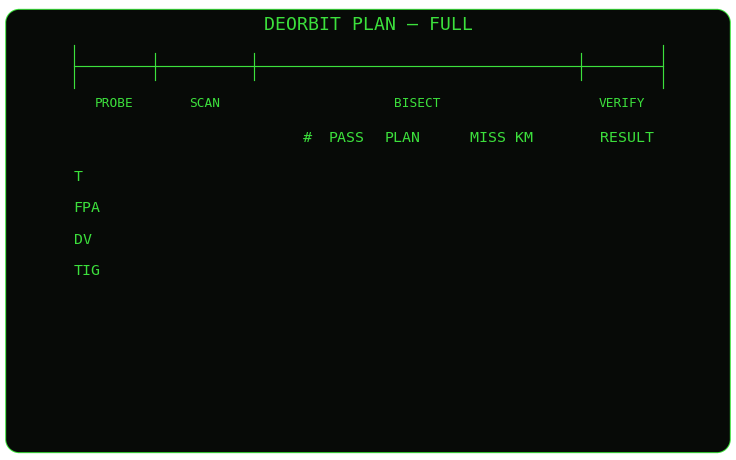 DEORBIT PLAN — FULL
PROBE SCAN BISECT VERIFY
# PASS PLAN MISS KM RESULT
T
FPA
DV
TIG